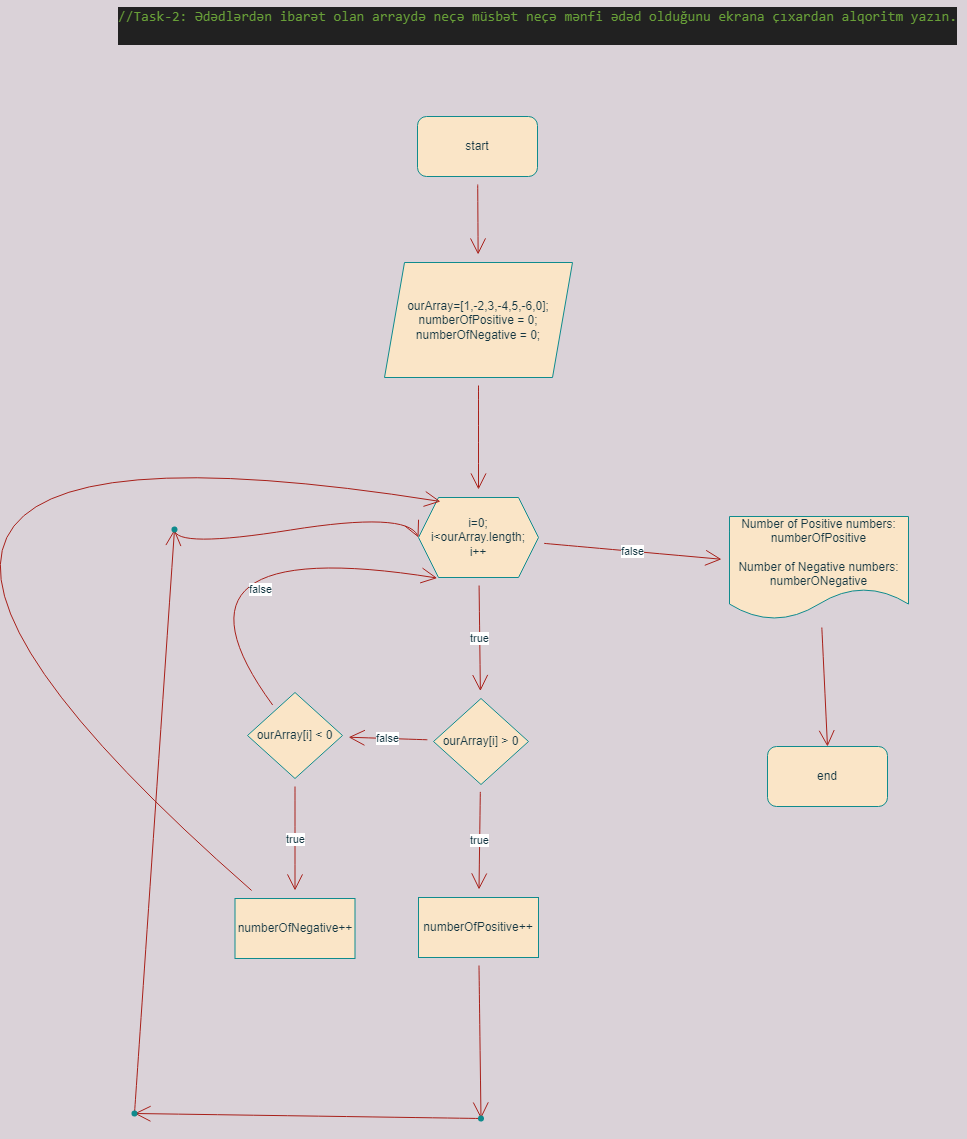 //Task-2: Ədədlərdən ibarət olan arraydə neçə müsbət neçə mənfi ədəd olduğunu ekrana çıxardan alqoritm yazın.
start
ourArray=[1,-2,3,-4,5,-6,0];
numberOfPositive = 0;
numberOfNegative = 0;
i=0;
i<ourArray.length;
i++
false
Number of Positive numbers:
numberOfPositive
Number of Negative numbers:
numberONegative
false
true
ourArray[i] < 0
false
ourArray[i] > 0
end
true
true
numberOfNegative++
numberOfPositive++